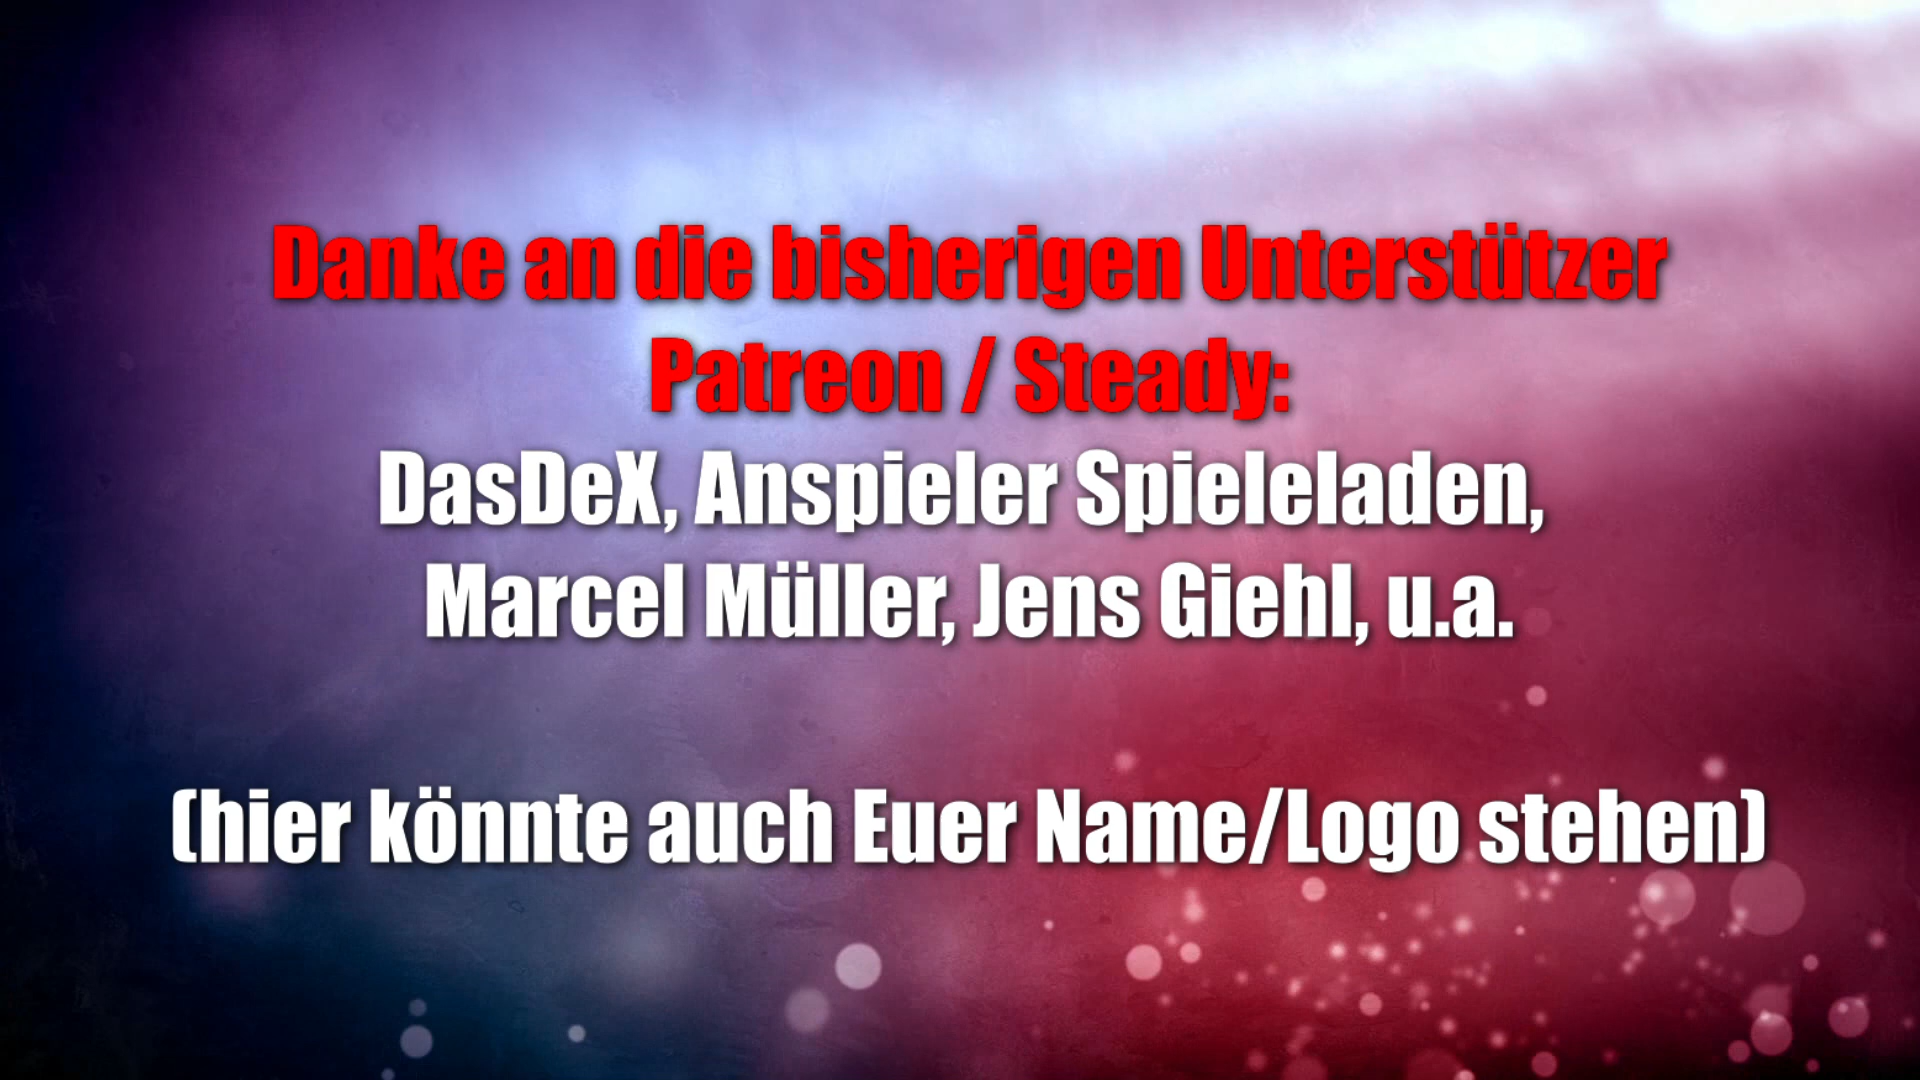 Danke an die bisherigen Unterstützer
Patreon / Steady:
DasDeX, Anspieler Spieleladen,
Marcel Müller, Jens Giehl, u.a.
(hier könnte auch Euer Name/Logo stehen)